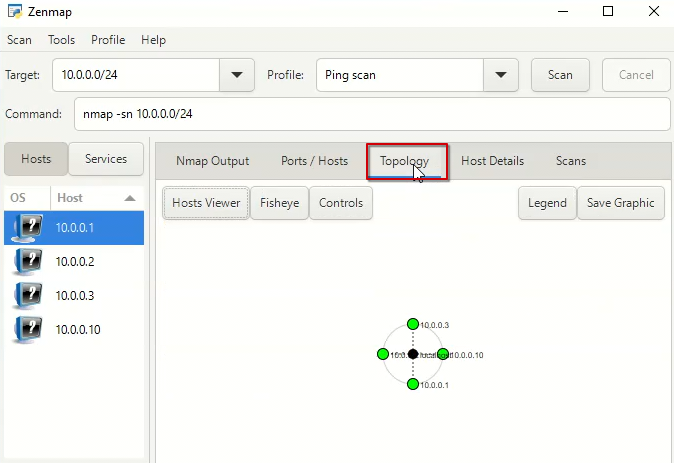 Zenmap
Scan Tools Profile Help
Target: 10.0.0.0/24 Profile: Ping scan Scan Cancel
Command: nmap -sn 10.0.0.0/24
Hosts Services Nmap Output Ports / Hosts Topology Host Details Scans
OS Host
Hosts Viewer Fisheye Controls Legend Save Graphic
10.0.0.1
10.0.0.2
10.0.0.3
10.0.0.10
10.0.0.3
10.0.0.10
10.0.0.1